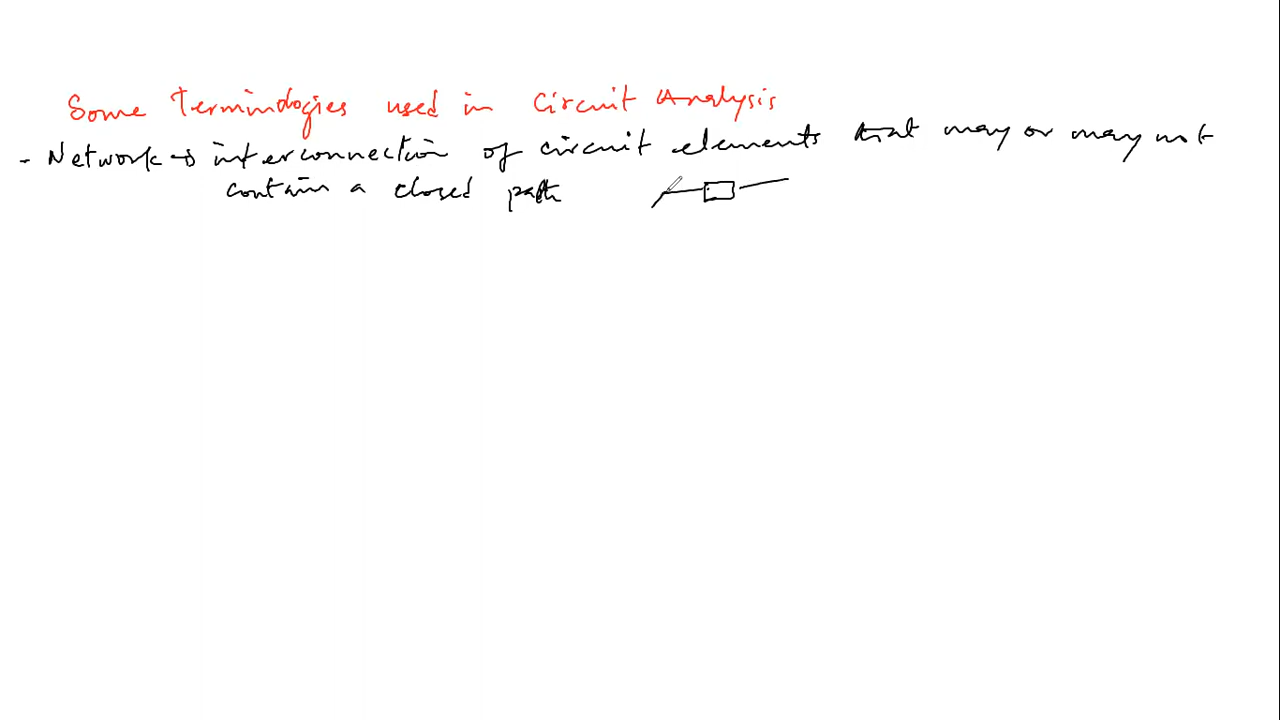 Some Terminologies used in Circuit Analysis
- Network → interconnection of circuit elements that may or may not
contain a closed path